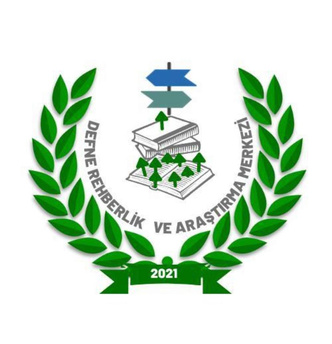 DEFNE REHBERLİK VE ARAŞTIRMA MERKEZİ
2021